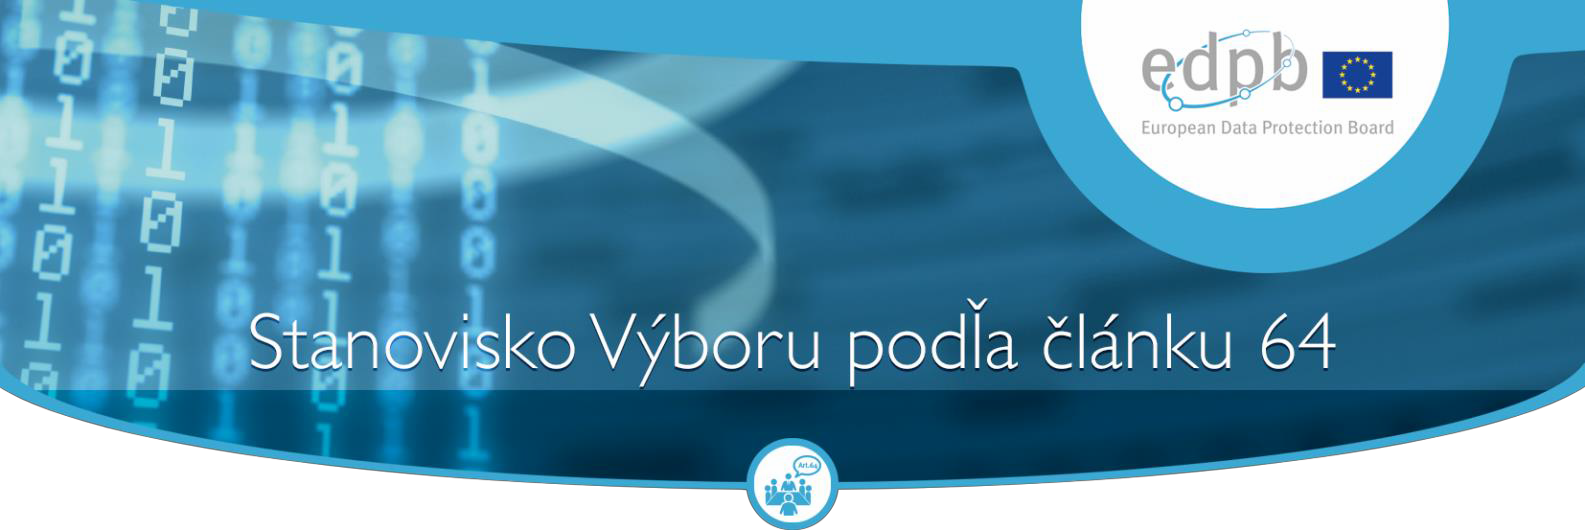 edpb
European Data Protection Board
Stanovisko Výboru podľa článku 64
Art.64